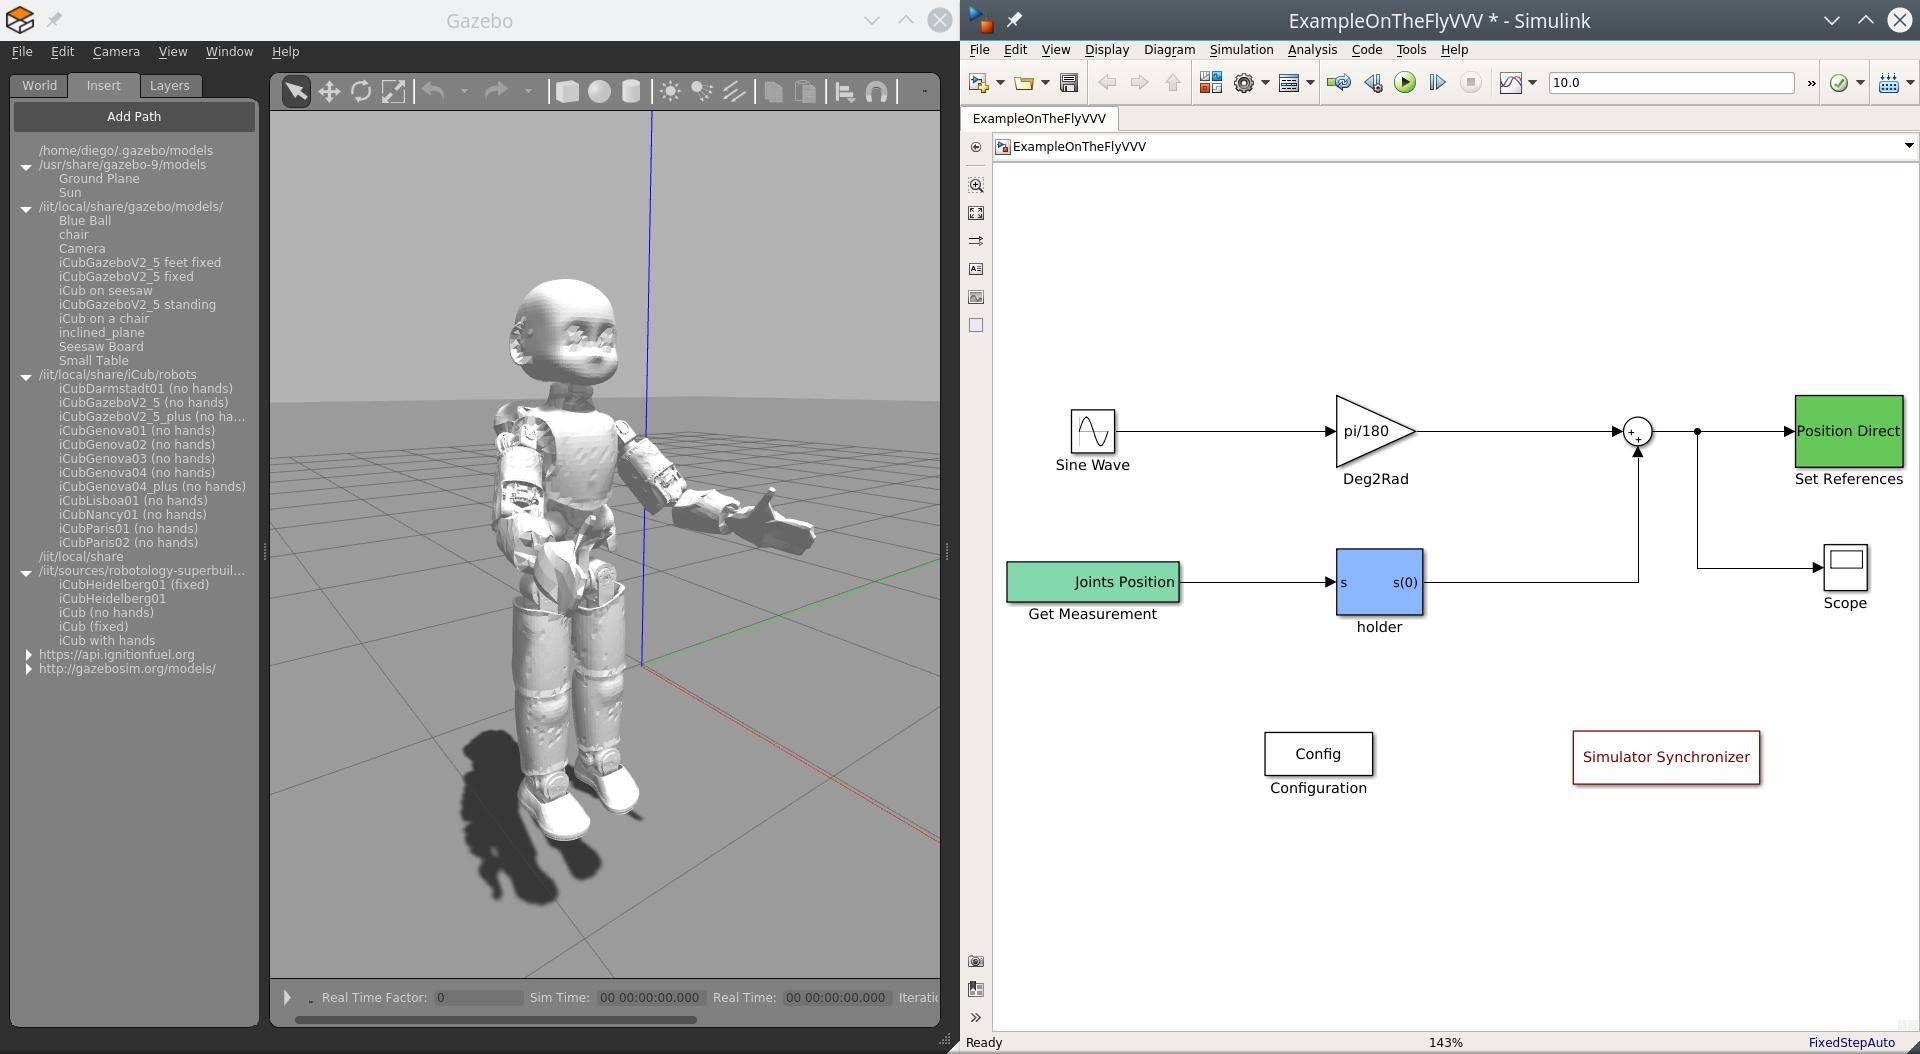 Gazebo
File Edit Camera View Window Help
World Insert Layers
Add Path
/home/diego/.gazebo/models
/usr/share/gazebo-9/models
Ground Plane
Sun
/iit/local/share/gazebo/models/
Blue Ball
chair
Camera
iCubGazeboV2_5 feet fixed
iCubGazeboV2_5 fixed
iCub on seesaw
iCubGazeboV2_5 standing
iCub on a chair
inclined_plane
Seesaw Board
Small Table
/iit/local/share/iCub/robots
iCubDarmstadt01 (no hands)
iCubGazeboV2_5 (no hands)
iCubGazeboV2_5_plus (no ha...
iCubGenova01 (no hands)
iCubGenova02 (no hands)
iCubGenova03 (no hands)
iCubGenova04 (no hands)
iCubGenova04_plus (no hands)
iCubLisboa01 (no hands)
iCubNancy01 (no hands)
iCubParis01 (no hands)
iCubParis02 (no hands)
/iit/local/share
/iit/sources/robotology-superbuil...
iCubHeidelberg01 (fixed)
iCubHeidelberg01
iCub (no hands)
iCub (fixed)
iCub with hands
https://api.ignitionfuel.org
http://gazebosim.org/models/
Real Time Factor: 0 Sim Time: 00 00:00:00.000 Real Time: 00 00:00:00.000 Iteratio
ExampleOnTheFlyVVV * - Simulink
File Edit View Display Diagram Simulation Analysis Code Tools Help
10.0 »
ExampleOnTheFlyVVV
ExampleOnTheFlyVVV
Sine Wave
pi/180
Deg2Rad
+ +
Position Direct
Set References
Joints Position
Get Measurement
s s(0)
holder
Scope
Config
Configuration
Simulator Synchronizer
Ready 143% FixedStepAuto